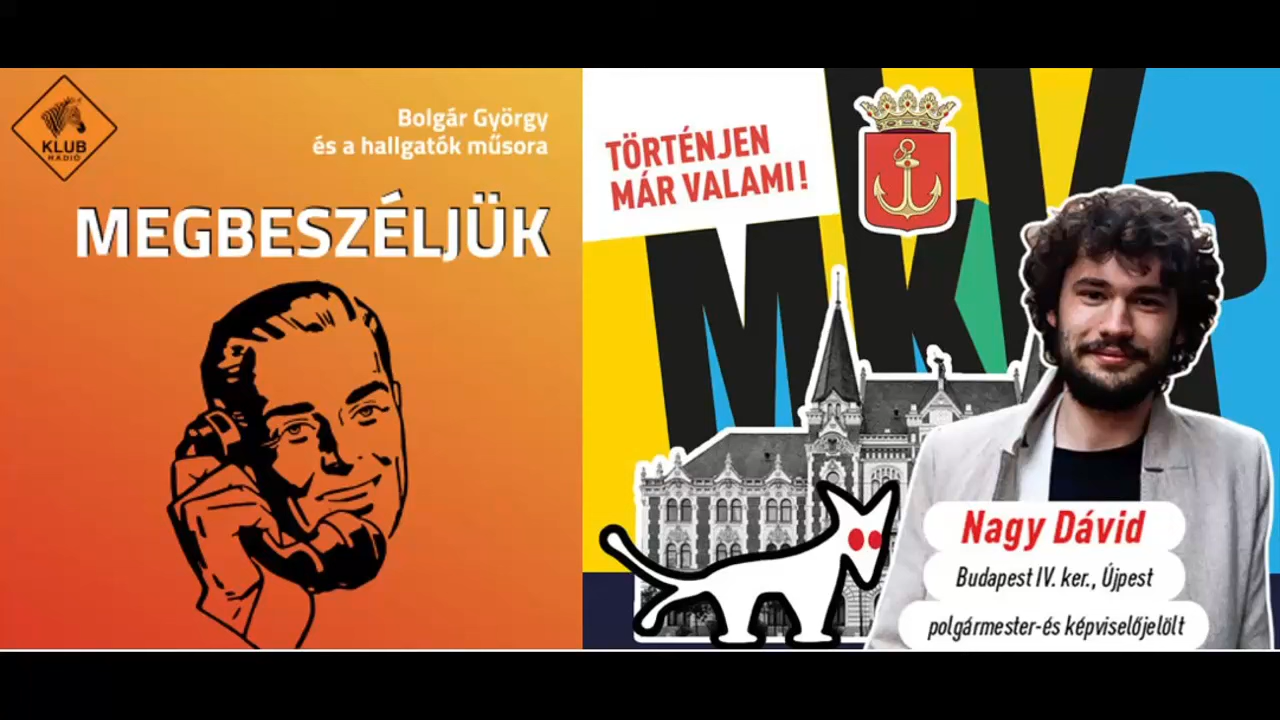 KLUB
RÁDIÓ
Bolgár György
és a hallgatók műsora
MEGBESZÉLJÜK
TÖRTÉNJEN
MÁR VALAMI!
IV
MKKP
Nagy Dávid
Budapest IV. ker., Újpest
polgármester-és képviselőjelölt